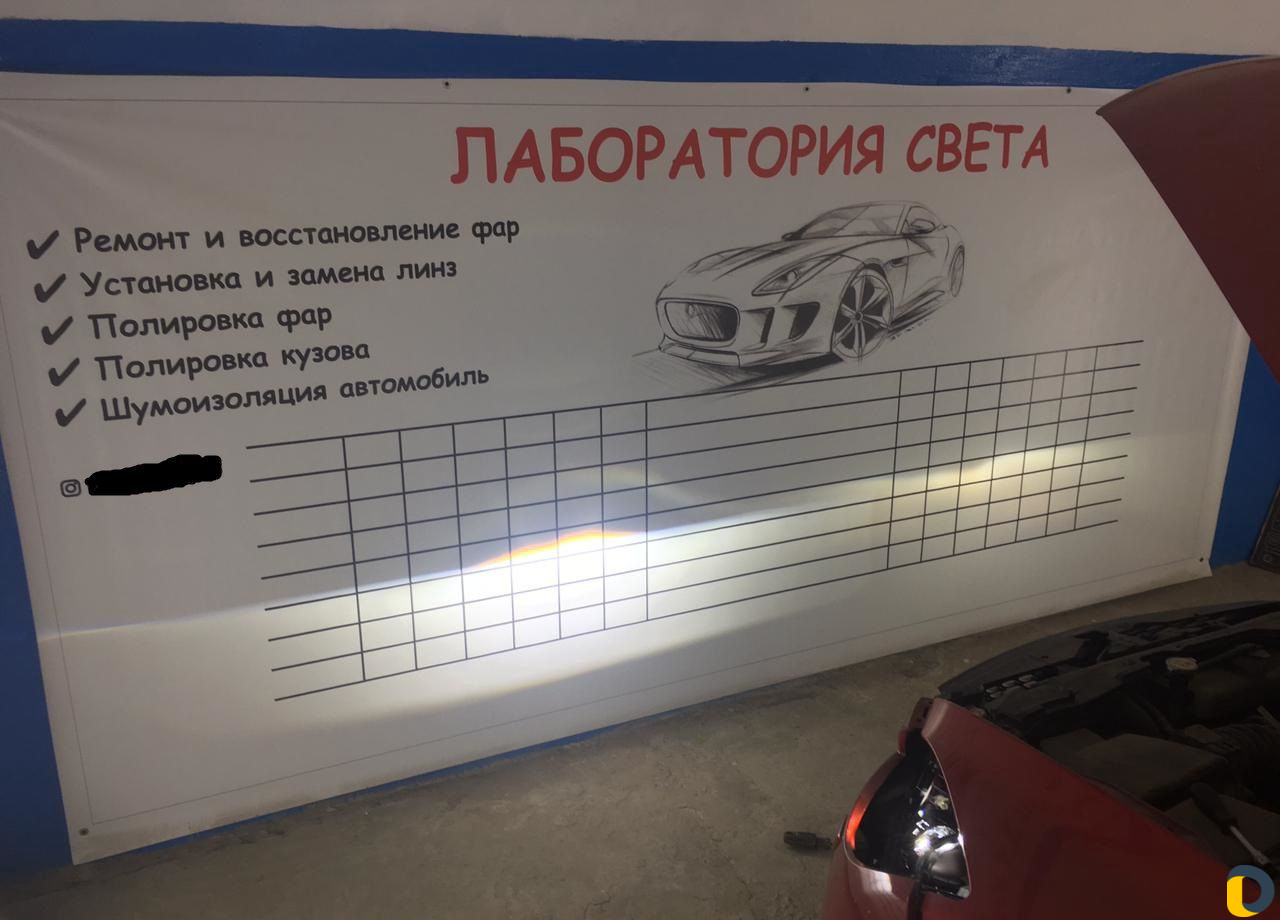 ЛАБОРАТОРИЯ СВЕТА
✔ Ремонт и восстановление фар
✔ Установка и замена линз
✔ Полировка фар
✔ Полировка кузова
✔ Шумоизоляция автомобиль